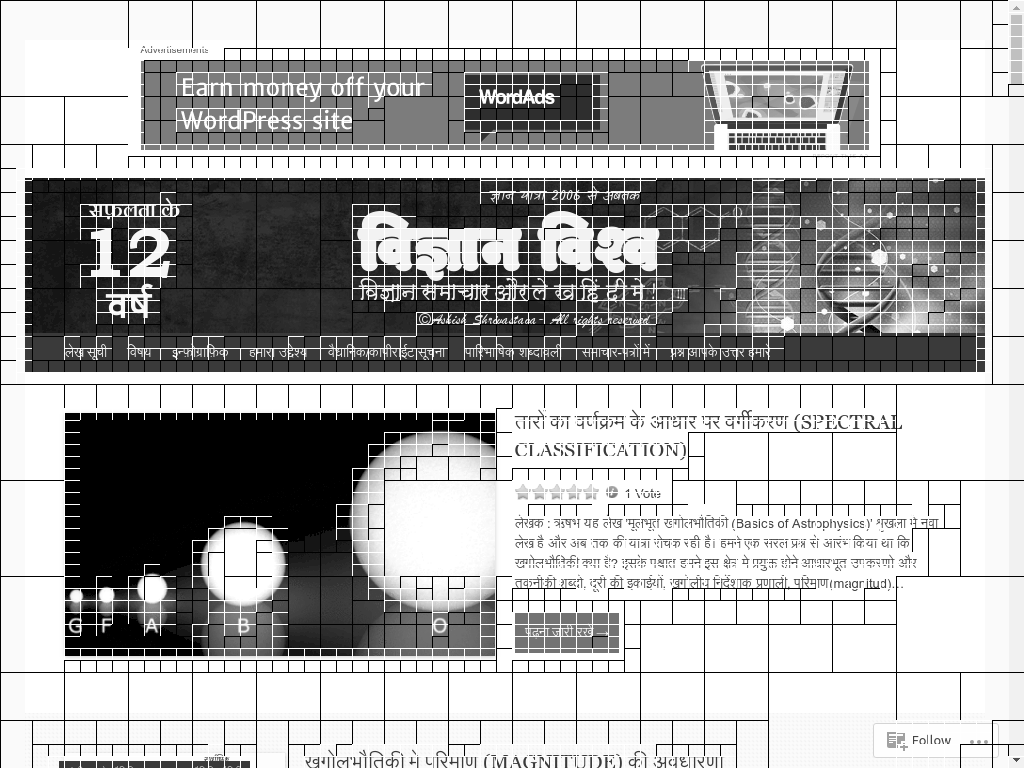 Advertisements
Earn money off your
WordPress site
WordAds
ज्ञान यात्रा 2006 से अबतक
सफलता के
12
वर्ष
विज्ञान विश्व
विज्ञान समाचार और लेख हिंदी मे !
©Ashish Shrivastava - All rights reserved
लेख सूची विषय इन्फ़ोग्राफ़िक हमारा उद्देश्य वैधानिक/कापीराईट सूचना पारिभाषिक शब्दावली समाचार-पत्रों में प्रश्न आपके उत्तर हमारे
तारों का वर्णक्रम के आधार पर वर्गीकरण (SPECTRAL
CLASSIFICATION)
1 Vote
लेखक : ऋषभ यह लेख 'मूलभूत खगोलभौतिकी (Basics of Astrophysics)' श्रृंखला मे नवा
लेख है और अब तक की यात्रा रोचक रही है। हमने एक सरल प्रश्न से आरंभ किया था कि
खगोलभौतिकी क्या है? इसके पश्चात हमने इस क्षेत्र मे प्रयुक्त होने आधारभूत उपकरणो और
तकनीकी शब्दो, दूरी की इकाईयों, खगोलीय निर्देशांक प्रणाली, परिमाण(magnitud)...
पढ़ना जारी रखें →
G F A B O
खगोलभौतिकी मे परिमाण (MAGNITUDE) की अवधारणा
Follow